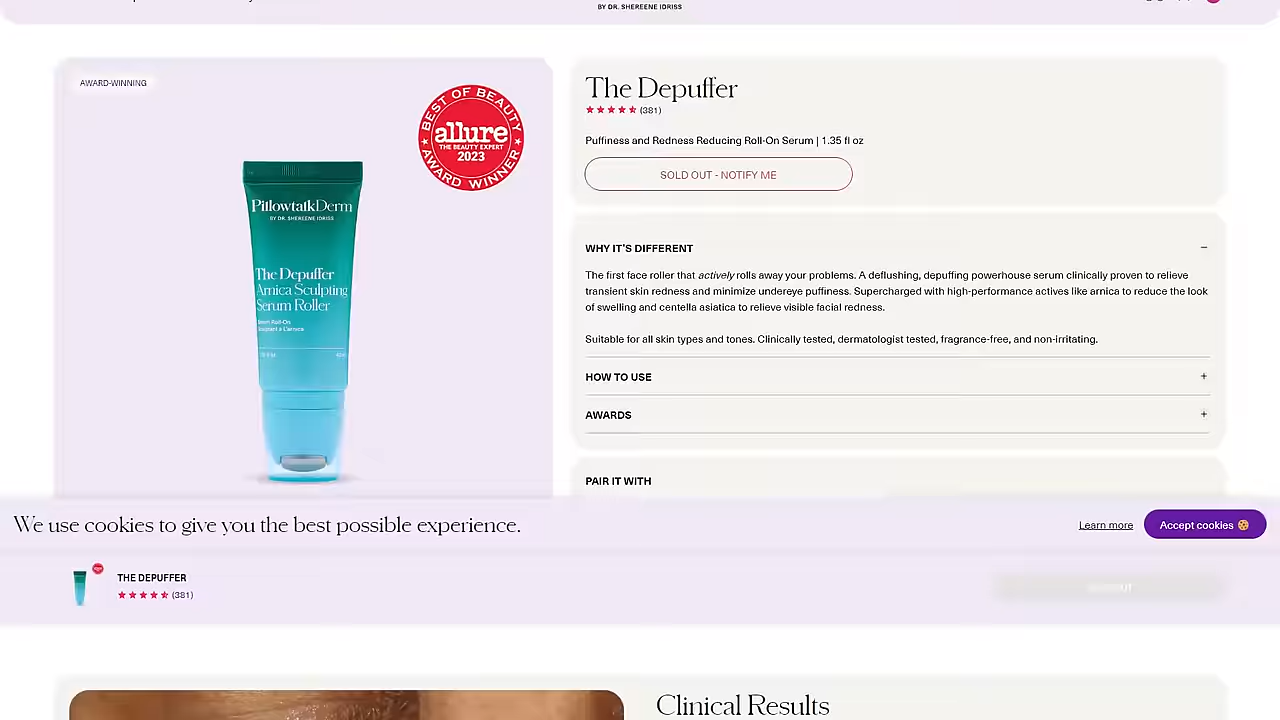 BY DR. SHEREENE IDRISS
AWARD-WINNING
BEST OF BEAUTY
allure
THE BEAUTY EXPERT
2023
AWARD WINNER
PillowtalkDerm
BY DR. SHEREENE IDRISS
The Depuffer
Arnica Sculpting
Serum Roller
The Depuffer
(381)
Puffiness and Redness Reducing Roll-On Serum | 1.35 fl oz
SOLD OUT - NOTIFY ME
WHY IT'S DIFFERENT
The first face roller that actively rolls away your problems. A deflushing, depuffing powerhouse serum clinically proven to relieve
transient skin redness and minimize undereye puffiness. Supercharged with high-performance actives like arnica to reduce the look
of swelling and centella asiatica to relieve visible facial redness.
Suitable for all skin types and tones. Clinically tested, dermatologist tested, fragrance-free, and non-irritating.
HOW TO USE
AWARDS
PAIR IT WITH
We use cookies to give you the best possible experience.
Learn more
Accept cookies
THE DEPUFFER
(381)
Clinical Results